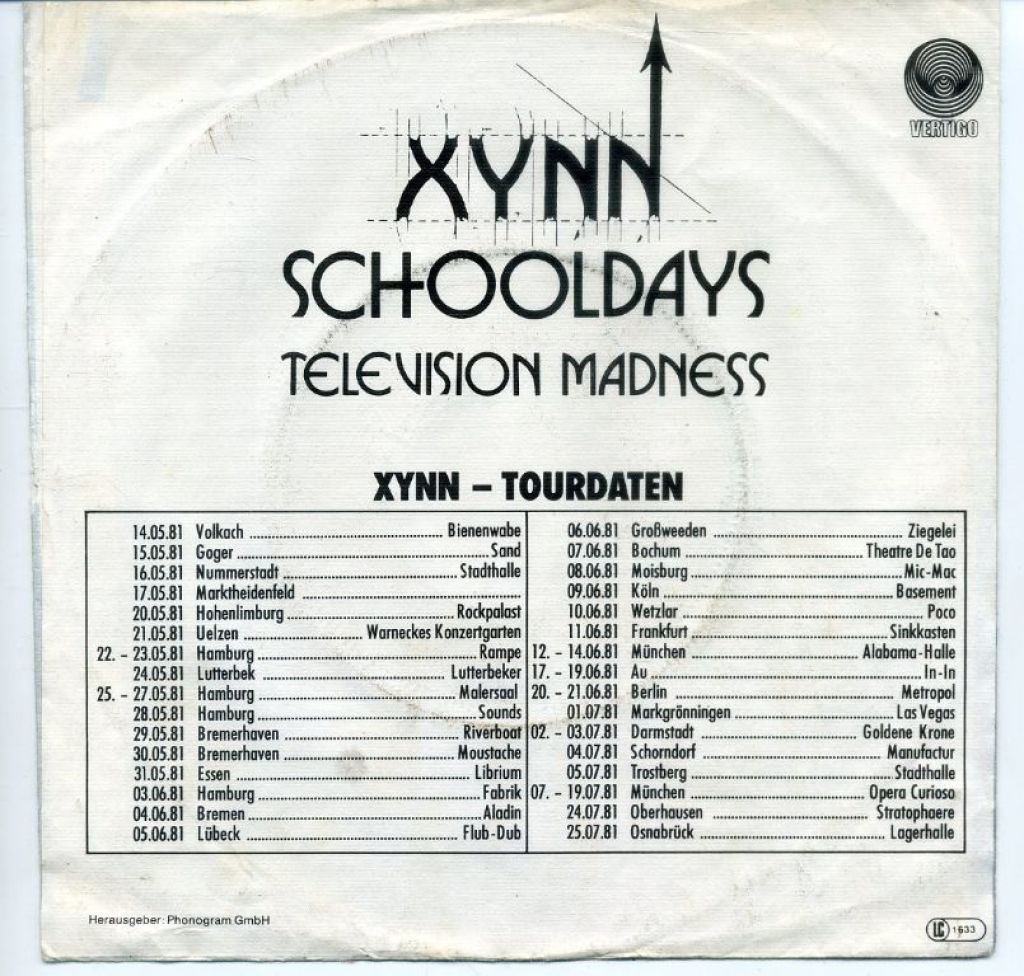 VERTIGO
XYNN
SCHOOLDAYS
TELEVISION MADNESS
XYNN – TOURDATEN
14.05.81 Volkach ........ Bienenwabe
15.05.81 Goger ........ Sand
16.05.81 Nummerstadt ........ Stadthalle
17.05.81 Marktheidenfeld ........
20.05.81 Hohenlimburg ........ Rockpalast
21.05.81 Uelzen ........ Warneckes Konzertgarten
22. – 23.05.81 Hamburg ........ Rampe
24.05.81 Lutterbek ........ Lutterbeker
25. – 27.05.81 Hamburg ........ Malersaal
28.05.81 Hamburg ........ Sounds
29.05.81 Bremerhaven ........ Riverboat
30.05.81 Bremerhaven ........ Moustache
31.05.81 Essen ........ Librium
03.06.81 Hamburg ........ Fabrik
04.06.81 Bremen ........ Aladin
05.06.81 Lübeck ........ Flub-Dub
06.06.81 Großweeden ........ Ziegelei
07.06.81 Bochum ........ Theatre De Tao
08.06.81 Moisburg ........ Mic-Mac
09.06.81 Köln ........ Basement
10.06.81 Wetzlar ........ Poco
11.06.81 Frankfurt ........ Sinkkasten
12. – 14.06.81 München ........ Alabama-Halle
17. – 19.06.81 Au ........ In-In
20. – 21.06.81 Berlin ........ Metropol
01.07.81 Markgrönningen ........ Las Vegas
02. – 03.07.81 Darmstadt ........ Goldene Krone
04.07.81 Schorndorf ........ Manufactur
05.07.81 Trostberg ........ Stadthalle
07. – 19.07.81 München ........ Opera Curioso
24.07.81 Oberhausen ........ Stratophaere
25.07.81 Osnabrück ........ Lagerhalle
Herausgeber: Phonogram GmbH
LC 1633